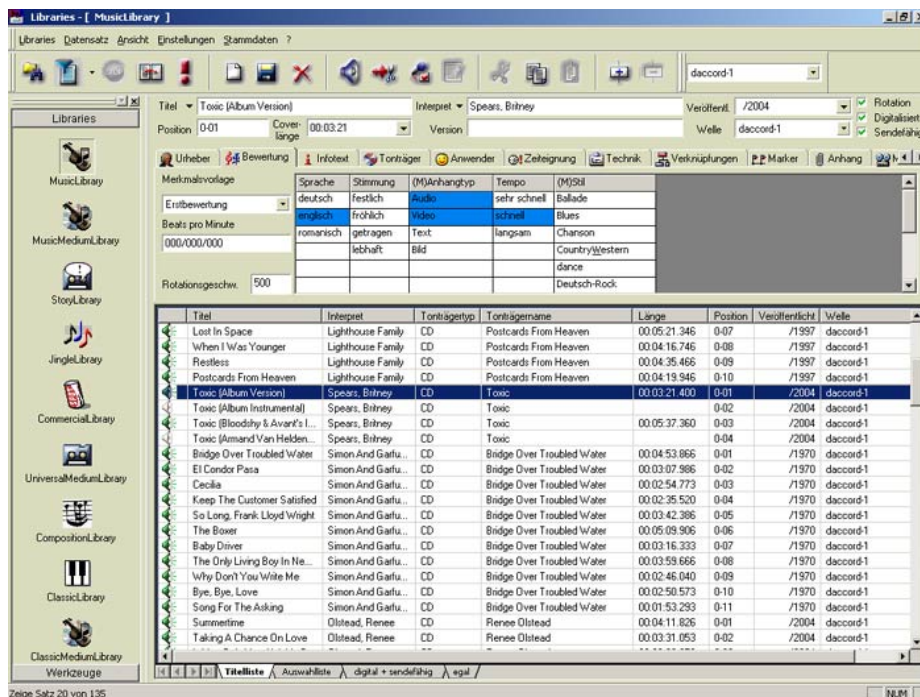 Libraries - [ MusicLibrary ]
Libraries Datensatz Ansicht Einstellungen Stammdaten ?
daccord-1
Libraries
MusicLibrary
MusicMediumLibrary
StoryLibrary
JingleLibrary
CommercialLibrary
UniversalMediumLibrary
CompositionLibrary
ClassicLibrary
ClassicMediumLibrary
Werkzeuge
Titel Toxic (Album Version) Interpret Spears, Britney Veröffentl. /2004 Rotation
Digitalisiert
Position 0-01 Cover-länge 00:03:21 Version Welle daccord-1 Sendefähig
Urheber Bewertung Infotext Tonträger Anwender Zeiteignung Technik Verknüpfungen Marker Anhang
Merkmalsvorlage
Erstbewertung
Beats pro Minute
000/000/000
Rotationsgeschw. 500
Sprache Stimmung (M)Anhangtyp Tempo (M)Stil
deutsch festlich Audio sehr schnell Ballade
englisch fröhlich Video schnell Blues
romanisch getragen Text langsam Chanson
lebhaft Bild CountryWestern
dance
Deutsch-Rock
Titel Interpret Tonträgertyp Tonträgername Länge Position Veröffentlicht Welle
Lost In Space Lighthouse Family CD Postcards From Heaven 00:05:21.346 0-07 /1997 daccord-1
When I Was Younger Lighthouse Family CD Postcards From Heaven 00:04:16.746 0-08 /1997 daccord-1
Restless Lighthouse Family CD Postcards From Heaven 00:04:35.466 0-09 /1997 daccord-1
Postcards From Heaven Lighthouse Family CD Postcards From Heaven 00:04:19.946 0-10 /1997 daccord-1
Toxic (Album Version) Spears, Britney CD Toxic 00:03:21.400 0-01 /2004 daccord-1
Toxic (Album Instrumental) Spears, Britney CD Toxic 0-02 /2004 daccord-1
Toxic (Bloodshy & Avant's I... Spears, Britney CD Toxic 00:05:37.360 0-03 /2004 daccord-1
Toxic (Armand Van Helden... Spears, Britney CD Toxic 0-04 /2004 daccord-1
Bridge Over Troubled Water Simon And Garfu... CD Bridge Over Troubled Water 00:04:53.866 0-01 /1970 daccord-1
El Condor Pasa Simon And Garfu... CD Bridge Over Troubled Water 00:03:07.986 0-02 /1970 daccord-1
Cecilia Simon And Garfu... CD Bridge Over Troubled Water 00:02:54.773 0-03 /1970 daccord-1
Keep The Customer Satisfied Simon And Garfu... CD Bridge Over Troubled Water 00:02:35.520 0-04 /1970 daccord-1
So Long, Frank Lloyd Wright Simon And Garfu... CD Bridge Over Troubled Water 00:03:42.386 0-05 /1970 daccord-1
The Boxer Simon And Garfu... CD Bridge Over Troubled Water 00:05:09.906 0-06 /1970 daccord-1
Baby Driver Simon And Garfu... CD Bridge Over Troubled Water 00:03:16.333 0-07 /1970 daccord-1
The Only Living Boy In Ne... Simon And Garfu... CD Bridge Over Troubled Water 00:03:59.666 0-08 /1970 daccord-1
Why Don't You Write Me Simon And Garfu... CD Bridge Over Troubled Water 00:02:46.040 0-09 /1970 daccord-1
Bye, Bye, Love Simon And Garfu... CD Bridge Over Troubled Water 00:02:50.573 0-10 /1970 daccord-1
Song For The Asking Simon And Garfu... CD Bridge Over Troubled Water 00:01:53.293 0-11 /1970 daccord-1
Summertime Olstead, Renee CD Renee Olstead 00:04:11.826 0-01 /2004 daccord-1
Taking A Chance On Love Olstead, Renee CD Renee Olstead 00:03:31.053 0-02 /2004 daccord-1
Titelliste Auswahlliste digital + sendefähig egal
Zeige Satz 20 von 135 NUM